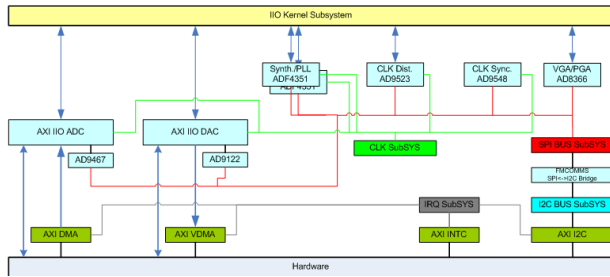 IIO Kernel Subsystem
Synth./PLL
ADF4351
ADF4351
CLK Dist.
AD9523
CLK Sync.
AD9548
VGA/PGA
AD8366
AXI IIO ADC
AXI IIO DAC
AD9467
AD9122
CLK SubSYS
SPI BUS SubSYS
FMCOMMS
SPI<->I2C Bridge
IRQ SubSYS
I2C BUS SubSYS
AXI DMA
AXI VDMA
AXI INTC
AXI I2C
Hardware